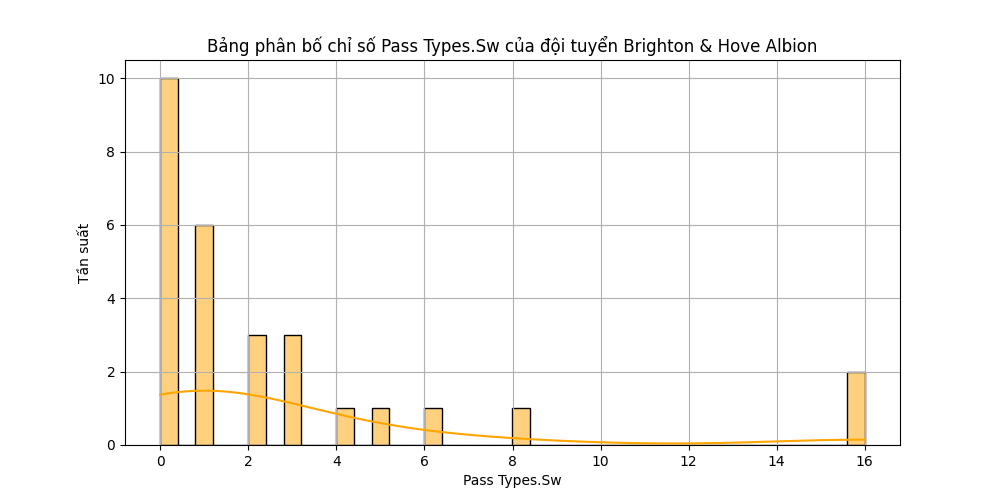 Bảng phân bố chỉ số Pass Types.Sw của đội tuyển Brighton & Hove Albion
Tần suất
10
8
6
4
2
0
0 2 4 6 8 10 12 14 16
Pass Types.Sw